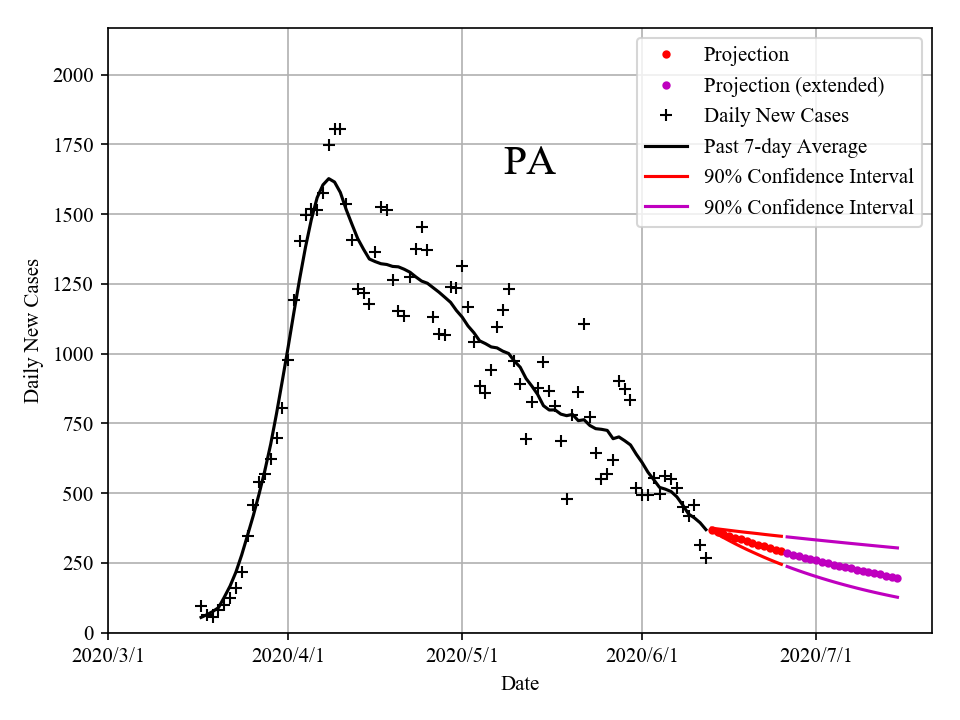 2000
1750
1500
1250
1000
750
500
250
0
Daily New Cases
PA
Projection
Projection (extended)
Daily New Cases
Past 7-day Average
90% Confidence Interval
90% Confidence Interval
2020/3/1
2020/4/1
2020/5/1
2020/6/1
2020/7/1
Date